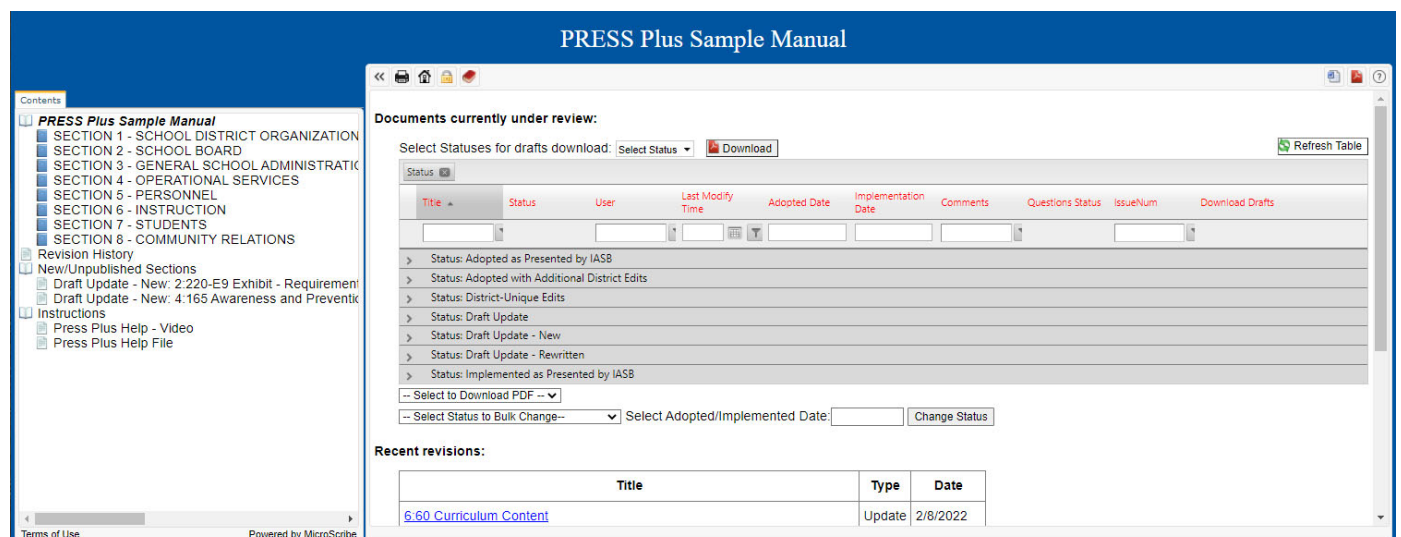 PRESS Plus Sample Manual
Contents
PRESS Plus Sample Manual
SECTION 1 - SCHOOL DISTRICT ORGANIZATION
SECTION 2 - SCHOOL BOARD
SECTION 3 - GENERAL SCHOOL ADMINISTRATI
SECTION 4 - OPERATIONAL SERVICES
SECTION 5 - PERSONNEL
SECTION 6 - INSTRUCTION
SECTION 7 - STUDENTS
SECTION 8 - COMMUNITY RELATIONS
Revision History
New/Unpublished Sections
Draft Update - New: 2:220-E9 Exhibit - Requirement
Draft Update - New: 4:165 Awareness and Preventi
Instructions
Press Plus Help - Video
Press Plus Help File
Terms of Use Powered by MicroScribe
Documents currently under review:
Select Statuses for drafts download: Select Status Download
Refresh Table
Status
Title Status User Last Modify Time Adopted Date Implementation Date Comments Questions Status IssueNum Download Drafts
Status: Adopted as Presented by IASB
Status: Adopted with Additional District Edits
Status: District-Unique Edits
Status: Draft Update
Status: Draft Update - New
Status: Draft Update - Rewritten
Status: Implemented as Presented by IASB
-- Select to Download PDF --
-- Select Status to Bulk Change-- Select Adopted/Implemented Date: Change Status
Recent revisions:
Title Type Date
6:60 Curriculum Content Update 2/8/2022